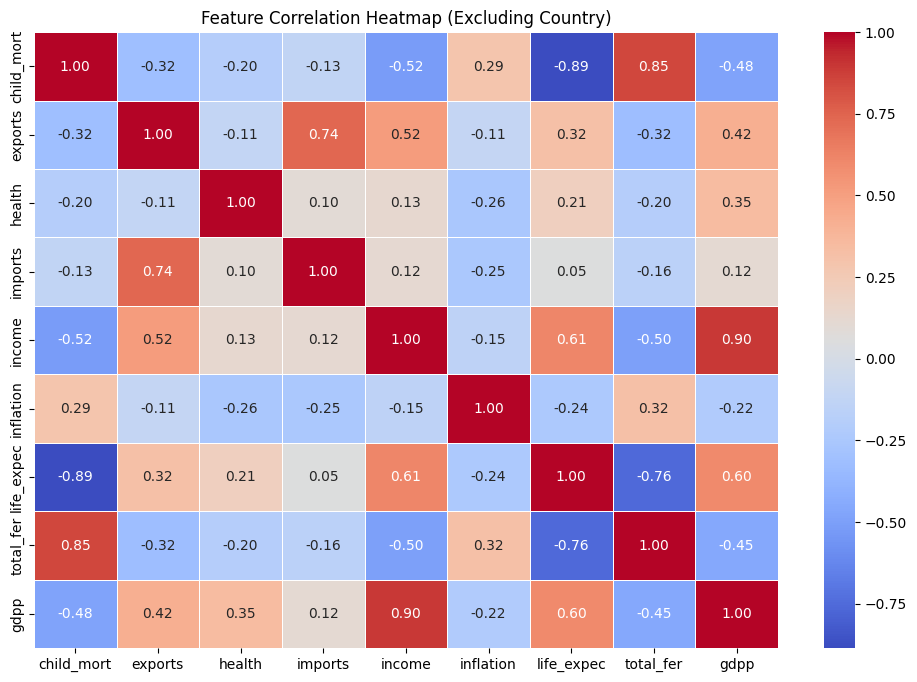 Feature Correlation Heatmap (Excluding Country)
child_mort 1.00 -0.32 -0.20 -0.13 -0.52 0.29 -0.89 0.85 -0.48
exports -0.32 1.00 -0.11 0.74 0.52 -0.11 0.32 -0.32 0.42
health -0.20 -0.11 1.00 0.10 0.13 -0.26 0.21 -0.20 0.35
imports -0.13 0.74 0.10 1.00 0.12 -0.25 0.05 -0.16 0.12
income -0.52 0.52 0.13 0.12 1.00 -0.15 0.61 -0.50 0.90
inflation 0.29 -0.11 -0.26 -0.25 -0.15 1.00 -0.24 0.32 -0.22
life_expec -0.89 0.32 0.21 0.05 0.61 -0.24 1.00 -0.76 0.60
total_fer 0.85 -0.32 -0.20 -0.16 -0.50 0.32 -0.76 1.00 -0.45
gdpp -0.48 0.42 0.35 0.12 0.90 -0.22 0.60 -0.45 1.00
child_mort exports health imports income inflation life_expec total_fer gdpp
1.00
0.75
0.50
0.25
0.00
−0.25
−0.50
−0.75